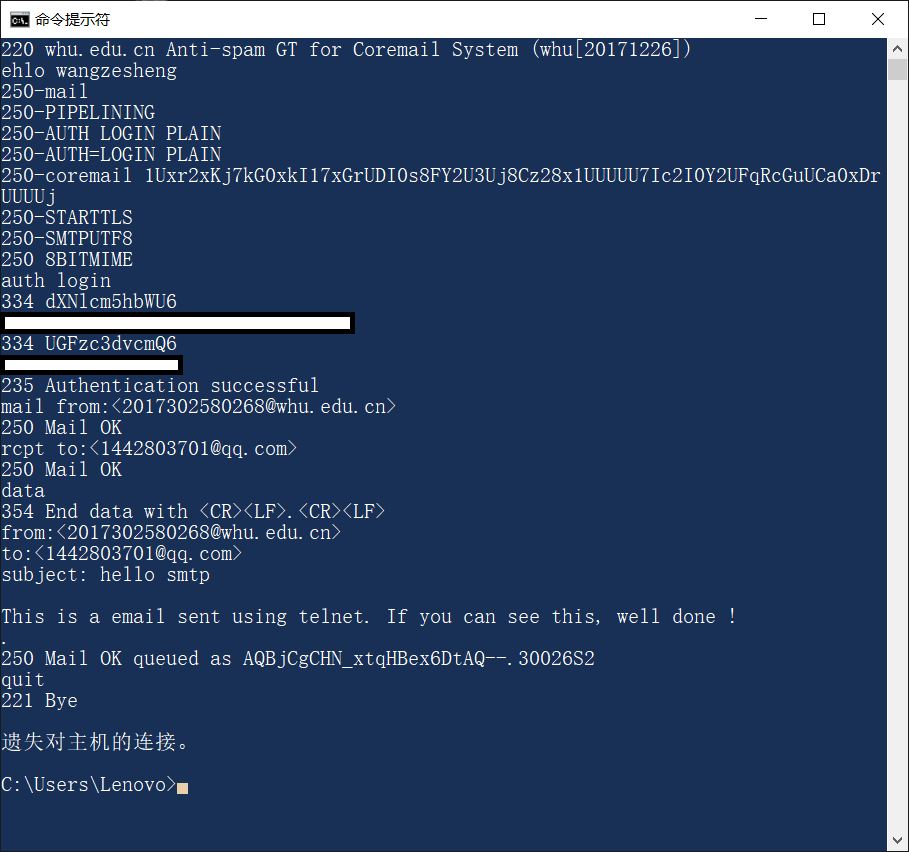 命令提示符
220 whu.edu.cn Anti-spam GT for Coremail System (whu[20171226])
ehlo wangzesheng
250-mail
250-PIPELINING
250-AUTH LOGIN PLAIN
250-AUTH=LOGIN PLAIN
250-coremail 1Uxr2xKj7kG0xkI17xGrUDI0s8FY2U3Uj8Cz28x1UUUUU7Ic2I0Y2UFqRcGuUCa0xDr
UUUUj
250-STARTTLS
250-SMTPUTF8
250 8BITMIME
auth login
334 dXNlcm5hbWU6
334 UGFzc3dvcmQ6
235 Authentication successful
mail from:<2017302580268@whu.edu.cn>
250 Mail OK
rcpt to:<1442803701@qq.com>
250 Mail OK
data
354 End data with <CR><LF>.<CR><LF>
from:<2017302580268@whu.edu.cn>
to:<1442803701@qq.com>
subject: hello smtp
This is a email sent using telnet. If you can see this, well done !
.
250 Mail OK queued as AQBjCgCHN_xtqHBex6DtAQ--.30026S2
quit
221 Bye
遗失对主机的连接。
C:\Users\Lenovo>